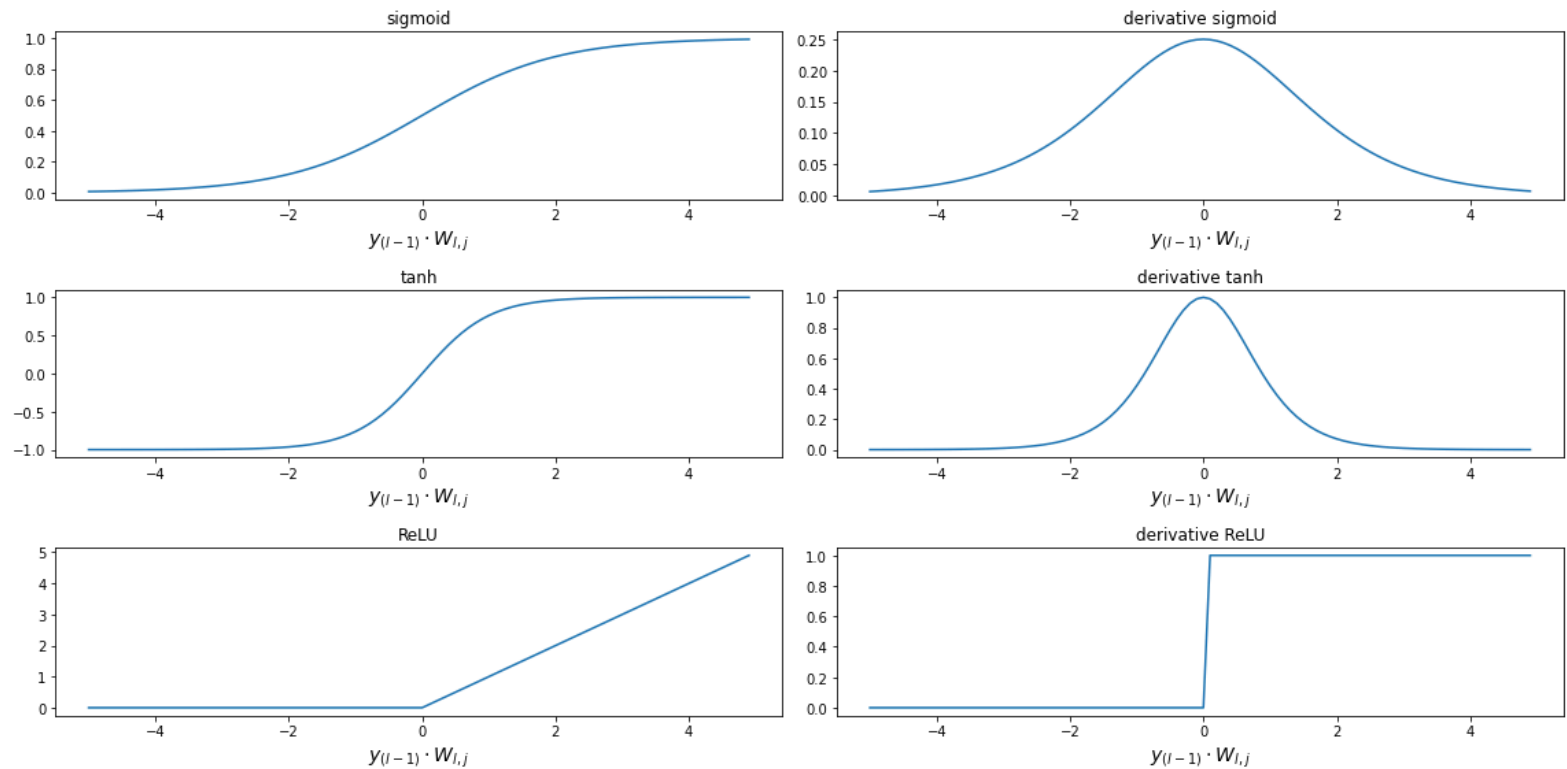 sigmoid
1.0
0.8
0.6
0.4
0.2
0.0
−4 −2 0 2 4
y(l−1) · Wl,j
derivative sigmoid
0.25
0.20
0.15
0.10
0.05
0.00
−4 −2 0 2 4
y(l−1) · Wl,j
tanh
1.0
0.5
0.0
−0.5
−1.0
−4 −2 0 2 4
y(l−1) · Wl,j
derivative tanh
1.0
0.8
0.6
0.4
0.2
0.0
−4 −2 0 2 4
y(l−1) · Wl,j
ReLU
5
4
3
2
1
0
−4 −2 0 2 4
y(l−1) · Wl,j
derivative ReLU
1.0
0.8
0.6
0.4
0.2
0.0
−4 −2 0 2 4
y(l−1) · Wl,j